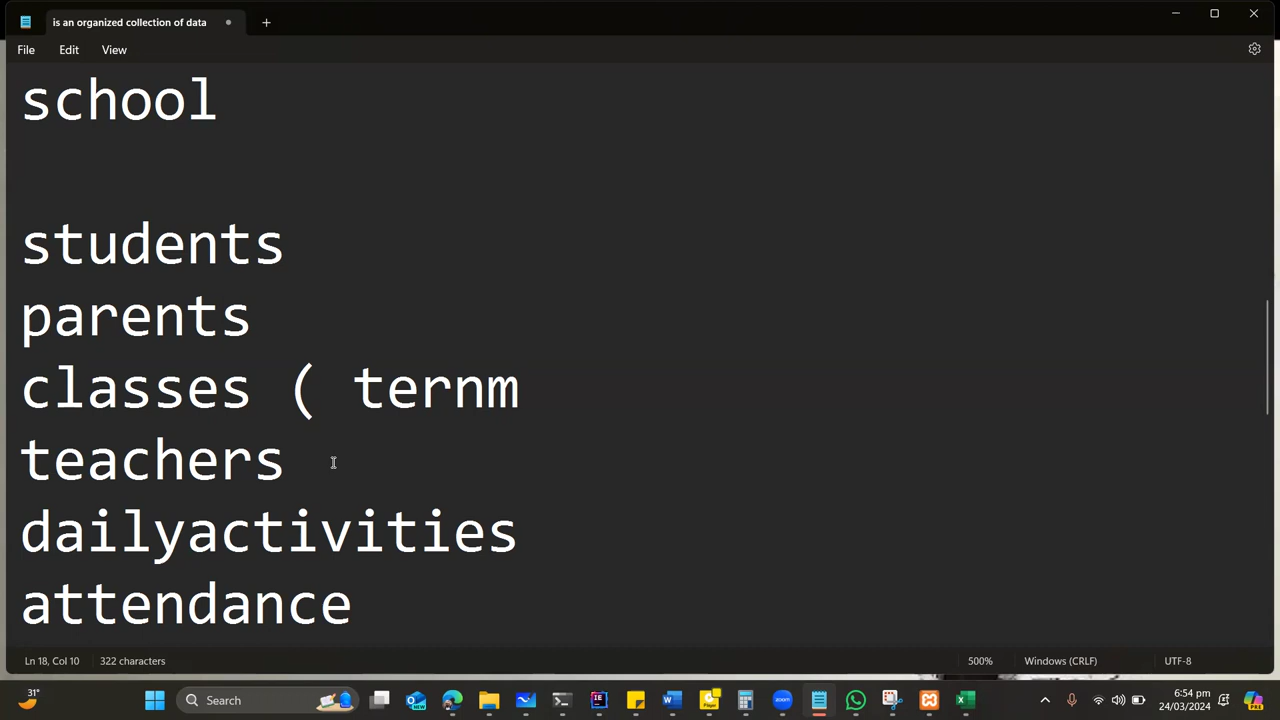 is an organized collection of data
File Edit View
school
students
parents
classes ( ternm
teachers
dailyactivities
attendance
Ln 18, Col 10 322 characters 500% Windows (CRLF) UTF-8
31° Search 6:54 pm
24/03/2024